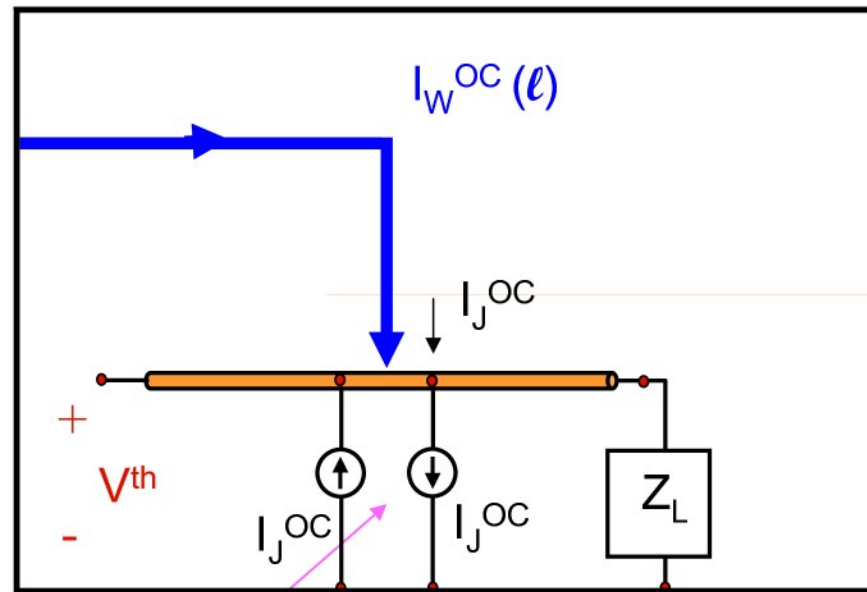 I_W^OC (ℓ)
I_J^OC
+
V^th
-
I_J^OC
I_J^OC
Z_L